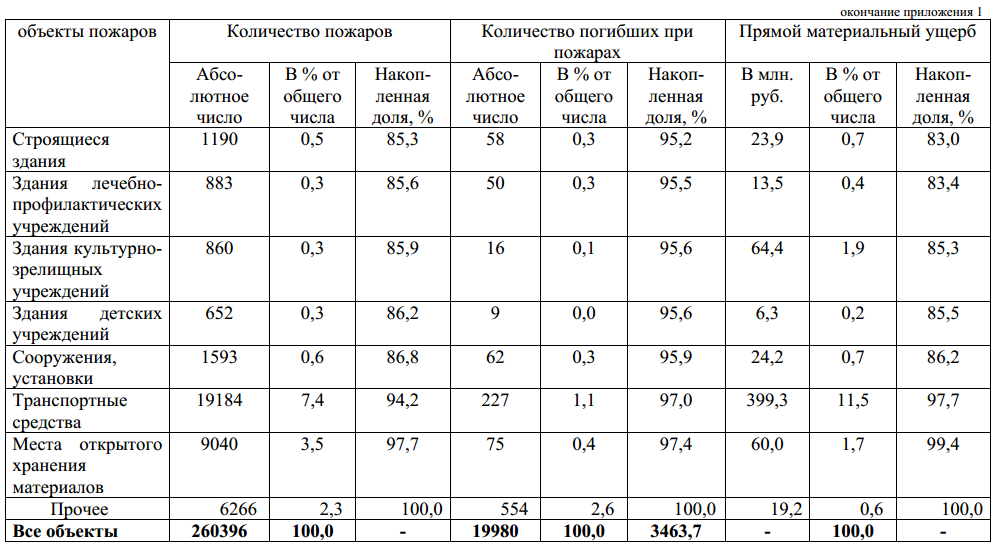 окончание приложения 1
объекты пожаров Количество пожаров Количество погибших при пожарах Прямой материальный ущерб
Абсо-лютное число В % от общего числа Накоп-ленная доля, % Абсо-лютное число В % от общего числа Накоп-ленная доля, % В млн. руб. В % от общего числа Накоп-ленная доля, %
Строящиеся здания 1190 0,5 85,3 58 0,3 95,2 23,9 0,7 83,0
Здания лечебно-профилактических учреждений 883 0,3 85,6 50 0,3 95,5 13,5 0,4 83,4
Здания культурно-зрелищных учреждений 860 0,3 85,9 16 0,1 95,6 64,4 1,9 85,3
Здания детских учреждений 652 0,3 86,2 9 0,0 95,6 6,3 0,2 85,5
Сооружения, установки 1593 0,6 86,8 62 0,3 95,9 24,2 0,7 86,2
Транспортные средства 19184 7,4 94,2 227 1,1 97,0 399,3 11,5 97,7
Места открытого хранения материалов 9040 3,5 97,7 75 0,4 97,4 60,0 1,7 99,4
Прочее 6266 2,3 100,0 554 2,6 100,0 19,2 0,6 100,0
Все объекты 260396 100,0 - 19980 100,0 3463,7 - 100,0 -